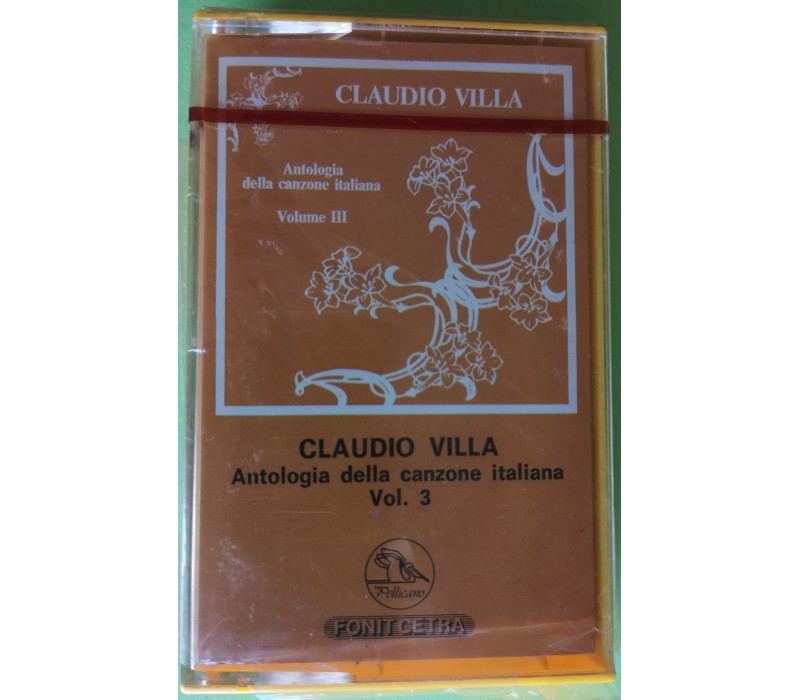 CLAUDIO VILLA
Antologia
della canzone italiana
Volume III
CLAUDIO VILLA
Antologia della canzone italiana
Vol. 3
Pellicano
FONIT CETRA